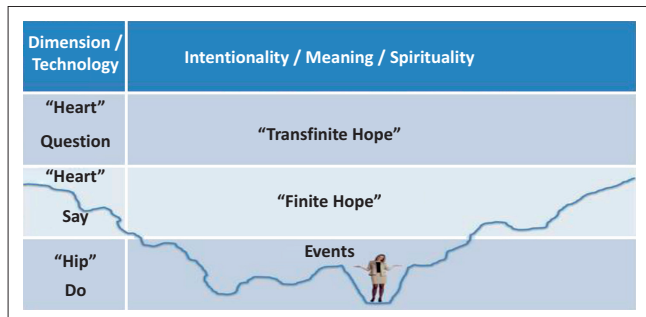 Dimension /
Technology
Intentionality / Meaning / Spirituality
“Heart”
Question
“Transfinite Hope”
“Heart”
Say
“Finite Hope”
“Hip”
Do
Events